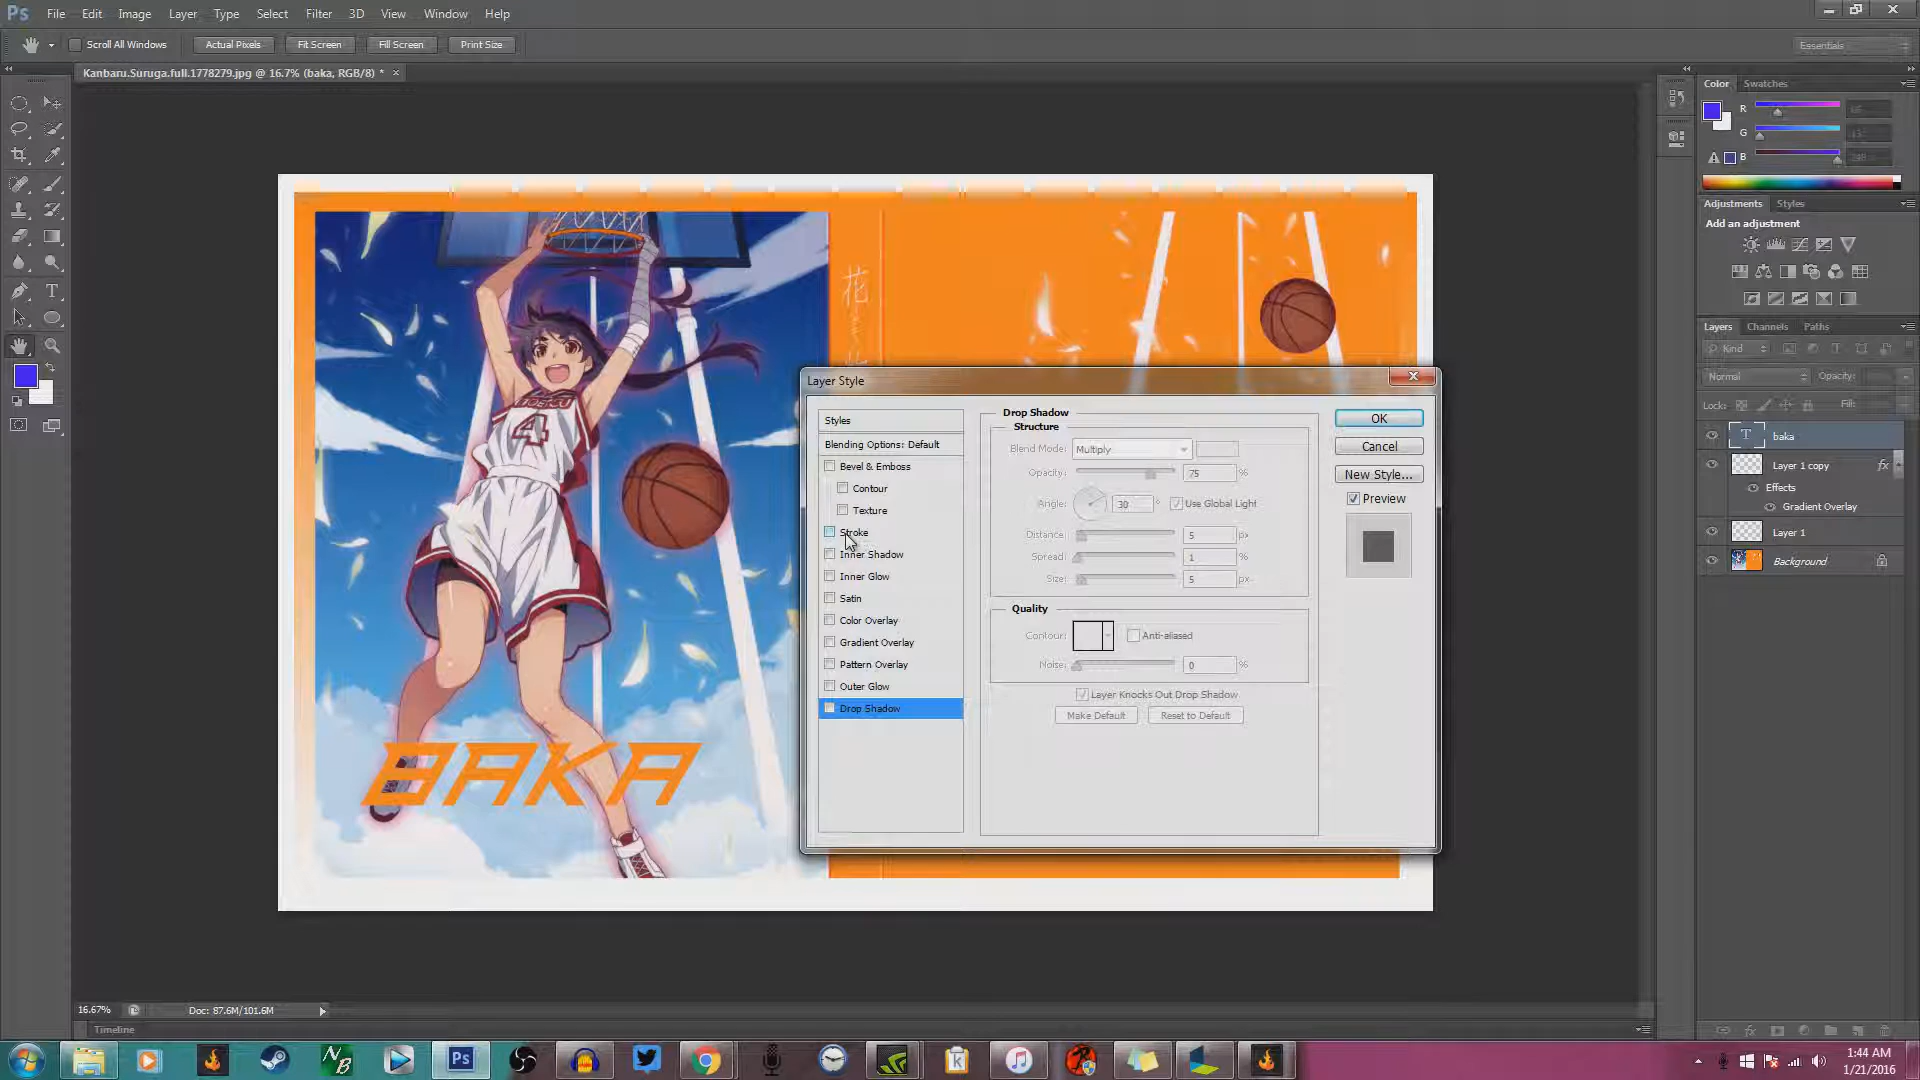 Ps File Edit Image Layer Type Select Filter 3D View Window Help
Scroll All Windows Actual Pixels Fit Screen Fill Screen Print Size Essentials
Kanbaru.Suruga.full.1778279.jpg @ 16.7% (baka, RGB/8) * ×
Color Swatches
R
G
B
Adjustments Styles
Add an adjustment
Layers Channels Paths
Kind
Normal Opacity:
Lock: Fill:
T baka
Layer 1 copy fx
Effects
Gradient Overlay
Layer 1
Background
花
4
BAKA
Layer Style
Styles
Blending Options: Default
Bevel & Emboss
Contour
Texture
Stroke
Inner Shadow
Inner Glow
Satin
Color Overlay
Gradient Overlay
Pattern Overlay
Outer Glow
Drop Shadow
Drop Shadow
Structure
Blend Mode: Multiply
Opacity: 75 %
Angle: 30 ° Use Global Light
Distance: 5 px
Spread: 1 %
Size: 5 px
Quality
Contour: Anti-aliased
Noise: 0 %
Layer Knocks Out Drop Shadow
Make Default Reset to Default
OK
Cancel
New Style...
Preview
16.67% Doc: 87.6M/101.6M
Timeline
1:44 AM
1/21/2016